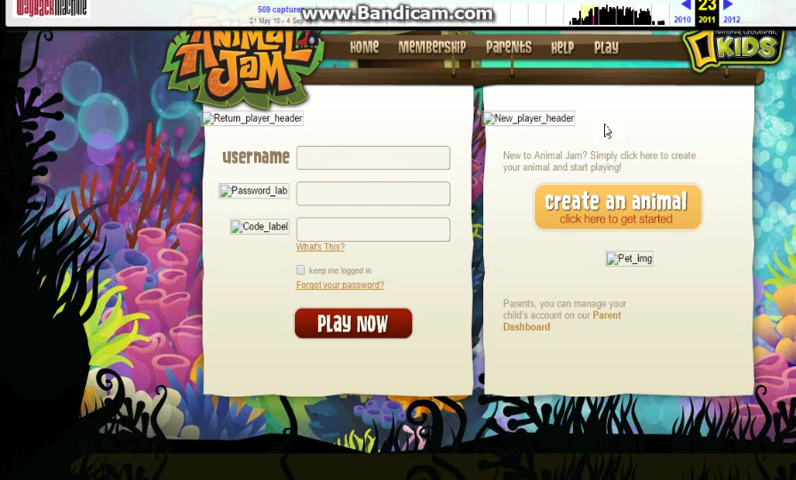 WayBackMachine
569 captures
21 May 10 - 4 Sep
www.Bandicam.com
23
2010 2011 2012
ANIMAL JAM
HOME MEMBERSHIP PARENTS HELP PLAY
NATIONAL GEOGRAPHIC
KIDS
Return_player_header
username
Password_lab
Code_label
What's This?
keep me logged in
Forgot your password?
PLAY NOW
New_player_header
New to Animal Jam? Simply click here to create
your animal and start playing!
create an animal
click here to get started
Pet_img
Parents, you can manage your
child's account on our Parent
Dashboard